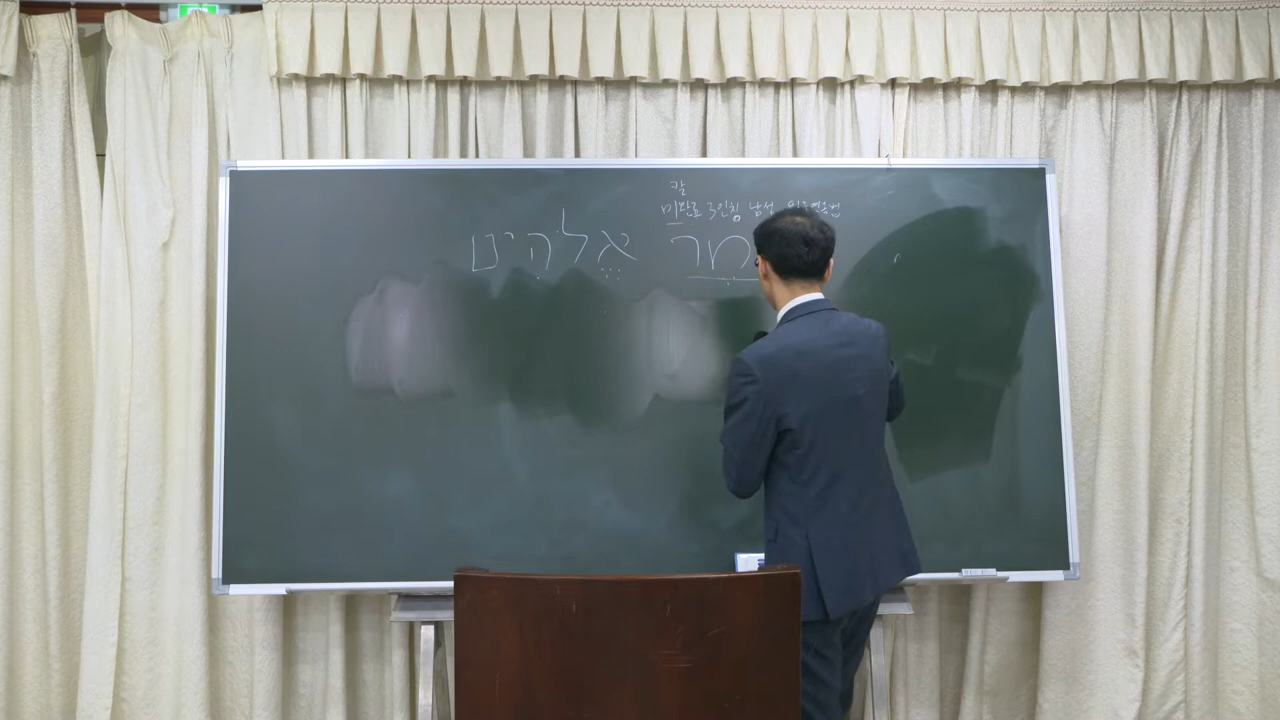 칼
미완료 3인칭 남성
מַר אֱלֹהִים